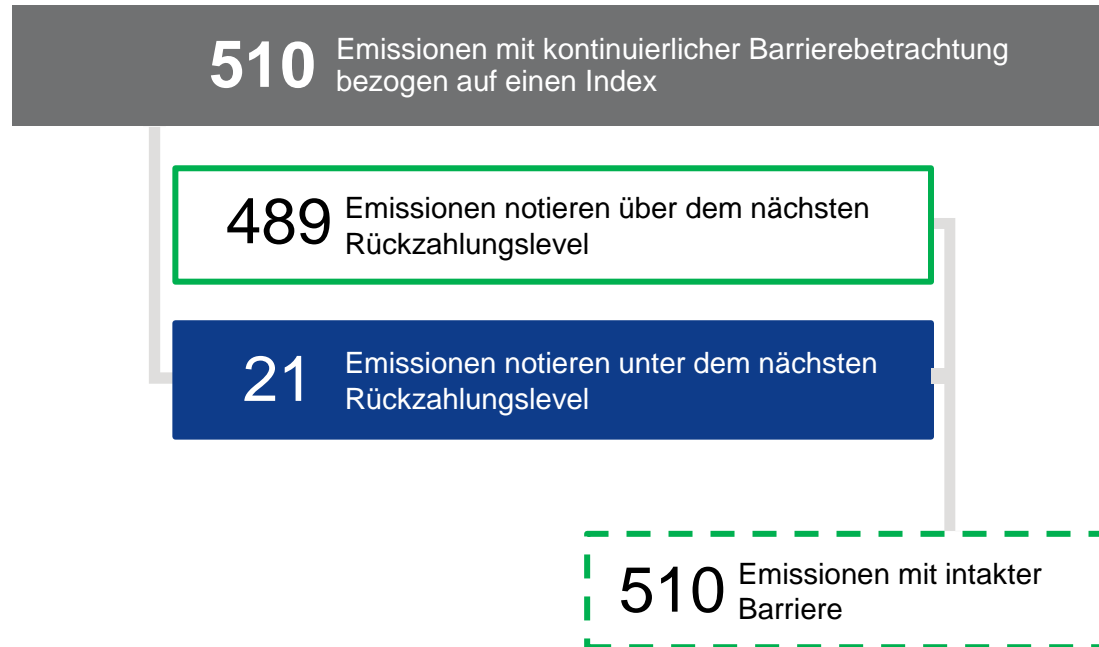 510 Emissionen mit kontinuierlicher Barrierebetrachtung
bezogen auf einen Index
489 Emissionen notieren über dem nächsten
Rückzahlungslevel
21 Emissionen notieren unter dem nächsten
Rückzahlungslevel
510 Emissionen mit intakter
Barriere